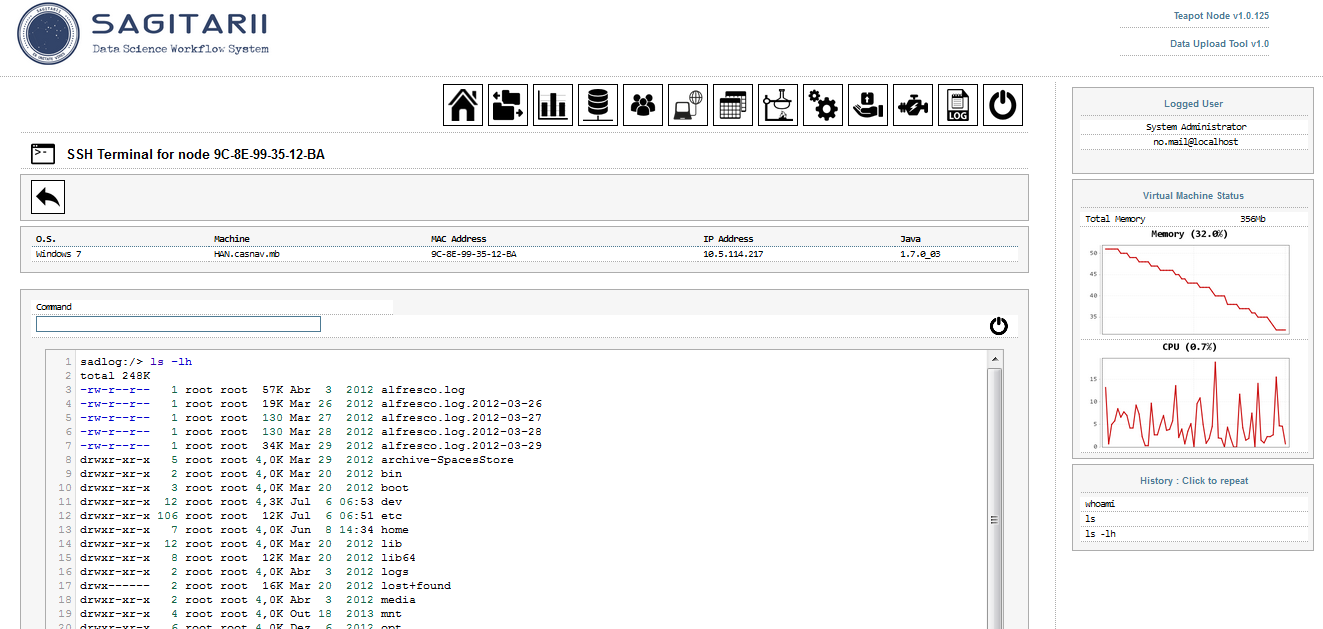 SAGITARII
Data Science Workflow System
Teapot Node v1.0.125
Data Upload Tool v1.0
LOG
SSH Terminal for node 9C-8E-99-35-12-BA
O.S. Machine MAC Address IP Address Java
Windows 7 HAN.casnav.mb 9C-8E-99-35-12-BA 10.5.114.217 1.7.0_03
Command
1 sadlog:/> ls -lh
2 total 248K
3 -rw-r--r-- 1 root root 57K Abr 3 2012 alfresco.log
4 -rw-r--r-- 1 root root 19K Mar 26 2012 alfresco.log.2012-03-26
5 -rw-r--r-- 1 root root 130 Mar 27 2012 alfresco.log.2012-03-27
6 -rw-r--r-- 1 root root 130 Mar 28 2012 alfresco.log.2012-03-28
7 -rw-r--r-- 1 root root 34K Mar 29 2012 alfresco.log.2012-03-29
8 drwxr-xr-x 5 root root 4,0K Mar 29 2012 archive-SpacesStore
9 drwxr-xr-x 2 root root 4,0K Mar 20 2012 bin
10 drwxr-xr-x 3 root root 4,0K Mar 20 2012 boot
11 drwxr-xr-x 12 root root 4,3K Jul 6 06:53 dev
12 drwxr-xr-x 106 root root 12K Jul 6 06:51 etc
13 drwxr-xr-x 7 root root 4,0K Jun 8 14:34 home
14 drwxr-xr-x 12 root root 4,0K Mar 20 2012 lib
15 drwxr-xr-x 8 root root 12K Mar 20 2012 lib64
16 drwxr-xr-x 2 root root 4,0K Abr 3 2012 logs
17 drwx------ 2 root root 16K Mar 20 2012 lost+found
18 drwxr-xr-x 2 root root 4,0K Abr 3 2012 media
19 drwxr-xr-x 4 root root 4,0K Out 18 2013 mnt
20 drwxr-xr-x 6 root root 4,0K Dez 6 2012 opt
Logged User
System Administrator
no.mail@localhost
Virtual Machine Status
Total Memory 356Mb
Memory (32.0%)
50
45
40
35
CPU (0.7%)
15
10
5
0
History : Click to repeat
whoami
ls
ls -lh